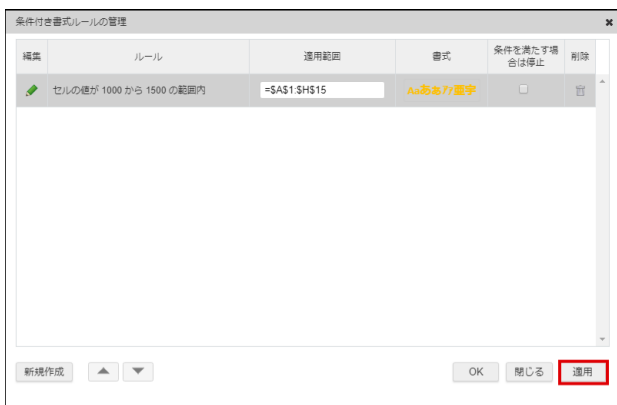 条件付き書式ルールの管理
編集 ルール 適用範囲 書式 条件を満たす場合は停止 削除
セルの値が 1000 から 1500 の範囲内 =$A$1:$H$15 Aaあぁアァ亜宇
新規作成 OK 閉じる 適用